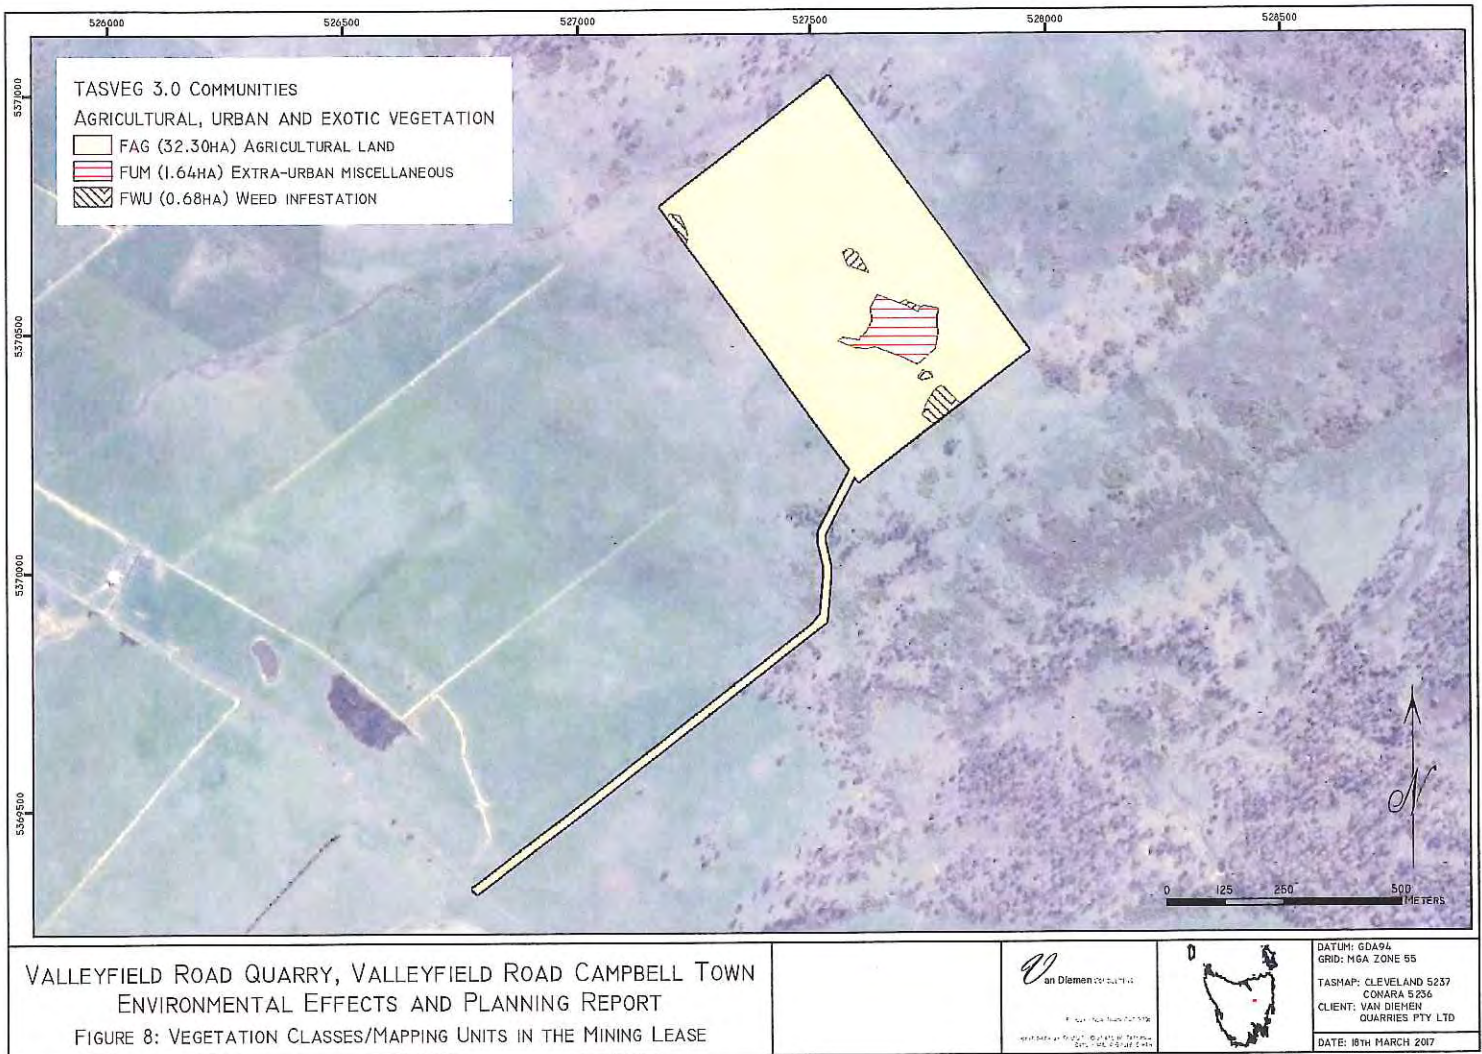 526000 526500 527000 527500 528000 528500
5371000
5370500
5370000
5369500
TASVEG 3.0 COMMUNITIES
AGRICULTURAL, URBAN AND EXOTIC VEGETATION
FAG (32.30HA) AGRICULTURAL LAND
FUM (1.64HA) EXTRA-URBAN MISCELLANEOUS
FWU (0.68HA) WEED INFESTATION
N
0 125 250 500
METERS
VALLEYFIELD ROAD QUARRY, VALLEYFIELD ROAD CAMPBELL TOWN
ENVIRONMENTAL EFFECTS AND PLANNING REPORT
FIGURE 8: VEGETATION CLASSES/MAPPING UNITS IN THE MINING LEASE
Van Diemen
DATUM: GDA94
GRID: MGA ZONE 55
TASMAP: CLEVELAND 5237
CONARA 5236
CLIENT: VAN DIEMEN
QUARRIES PTY LTD
DATE: 18TH MARCH 2017